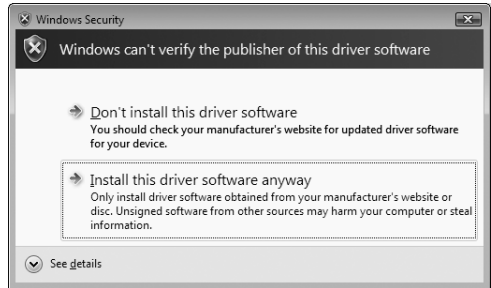 Windows Security
Windows can't verify the publisher of this driver software
Don't install this driver software
You should check your manufacturer's website for updated driver software
for your device.
Install this driver software anyway
Only install driver software obtained from your manufacturer's website or
disc. Unsigned software from other sources may harm your computer or steal
information.
See details